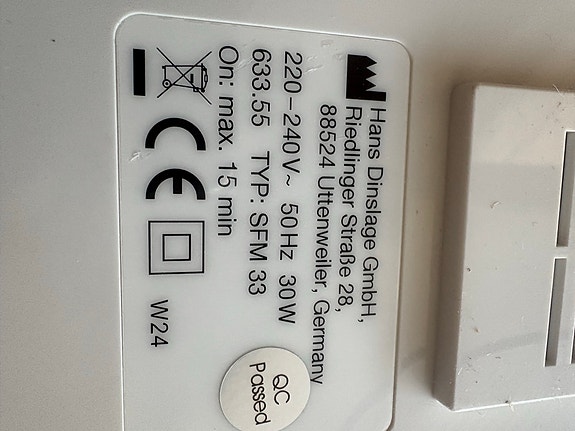 Hans Dinslage GmbH,
Riedlinger Straße 28,
88524 Uttenweiler, Germany
220-240V~ 50Hz 30W
633.55 TYP: SFM 33
On: max. 15 min
CE
W24
QC
Passed